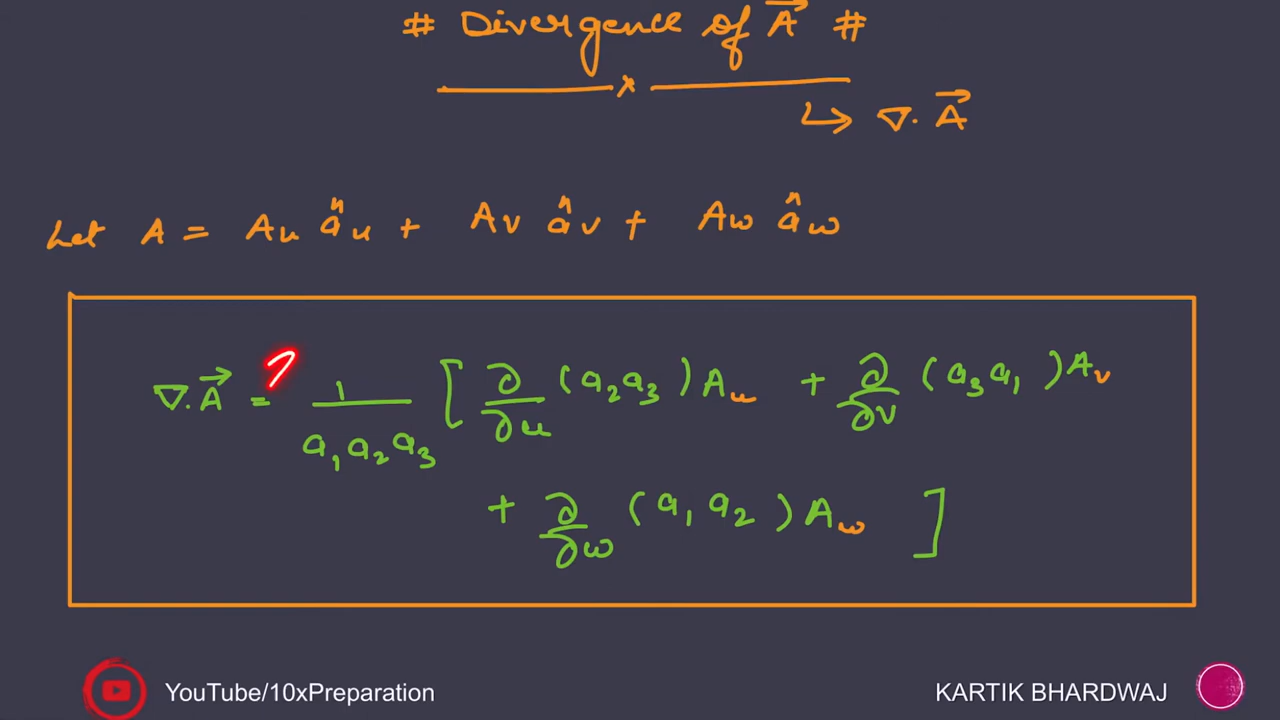 # Divergence of A⃗ #
↳ ∇. A⃗
Let A = Au âu + Av âv + Aw âw
∇. A⃗ = 1/(a₁a₂a₃) [ ∂/∂u (a₂a₃) Au + ∂/∂v (a₃a₁) Av
+ ∂/∂w (a₁a₂) Aw ]
YouTube/10xPreparation
KARTIK BHARDWAJ